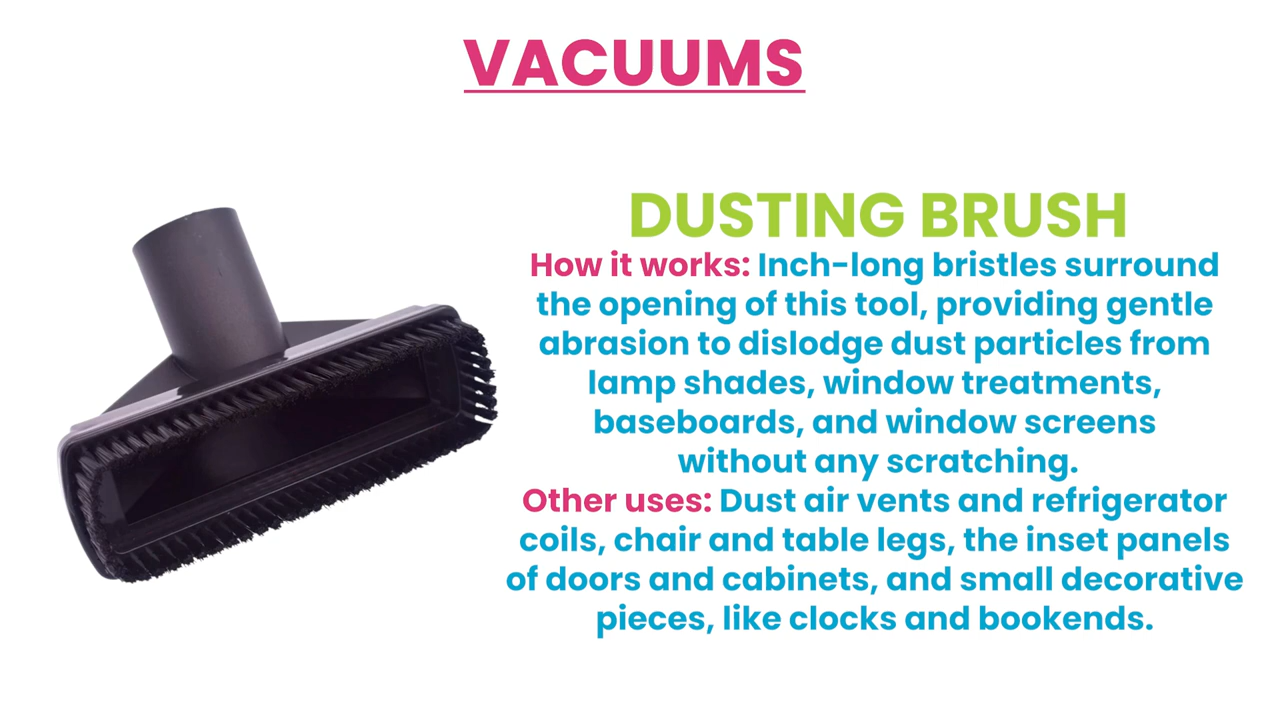 VACUUMS
DUSTING BRUSH
How it works: Inch-long bristles surround
the opening of this tool, providing gentle
abrasion to dislodge dust particles from
lamp shades, window treatments,
baseboards, and window screens
without any scratching.
Other uses: Dust air vents and refrigerator
coils, chair and table legs, the inset panels
of doors and cabinets, and small decorative
pieces, like clocks and bookends.